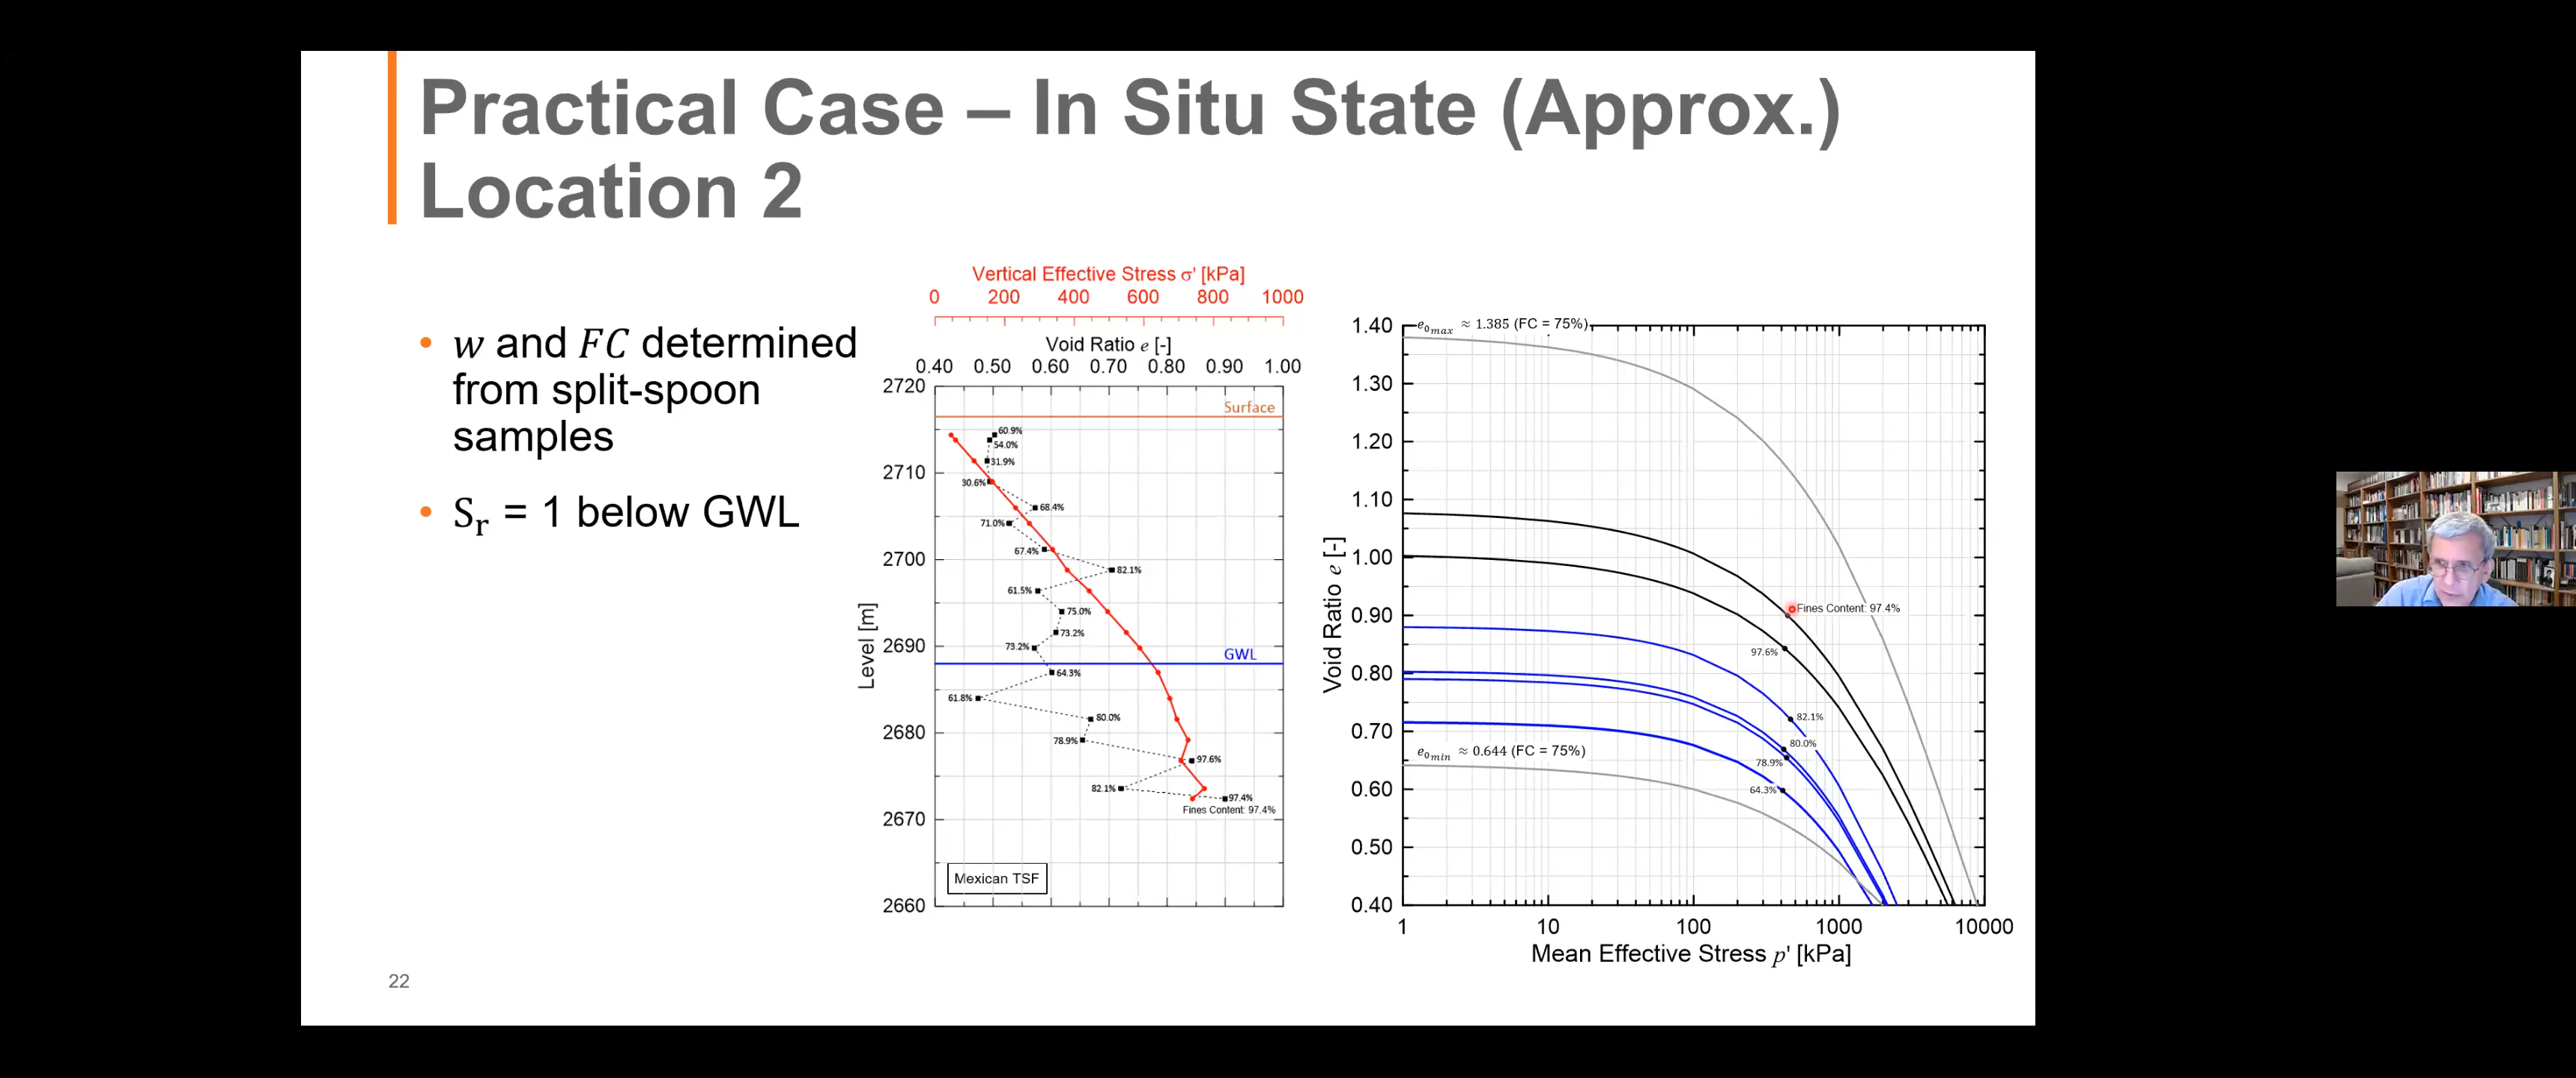 Practical Case – In Situ State (Approx.)
Location 2
• w and FC determined
from split-spoon
samples
• Sr = 1 below GWL
Vertical Effective Stress σ' [kPa]
0 200 400 600 800 1000
Void Ratio e [-]
0.40 0.50 0.60 0.70 0.80 0.90 1.00
2720
2710
2700
2690
2680
2670
2660
Level [m]
Surface
60.9%
54.0%
31.9%
30.6%
68.4%
71.0%
67.4%
82.1%
61.5%
75.0%
73.2%
73.2%
GWL
64.3%
61.8%
80.0%
78.9%
97.6%
82.1%
97.4%
Fines Content: 97.4%
Mexican TSF
1.40
1.30
1.20
1.10
1.00
0.90
0.80
0.70
0.60
0.50
0.40
Void Ratio e [-]
e0max ≈ 1.385 (FC = 75%)
Fines Content: 97.4%
97.6%
82.1%
80.0%
78.9%
64.3%
e0min ≈ 0.644 (FC = 75%)
1 10 100 1000 10000
Mean Effective Stress p' [kPa]
22